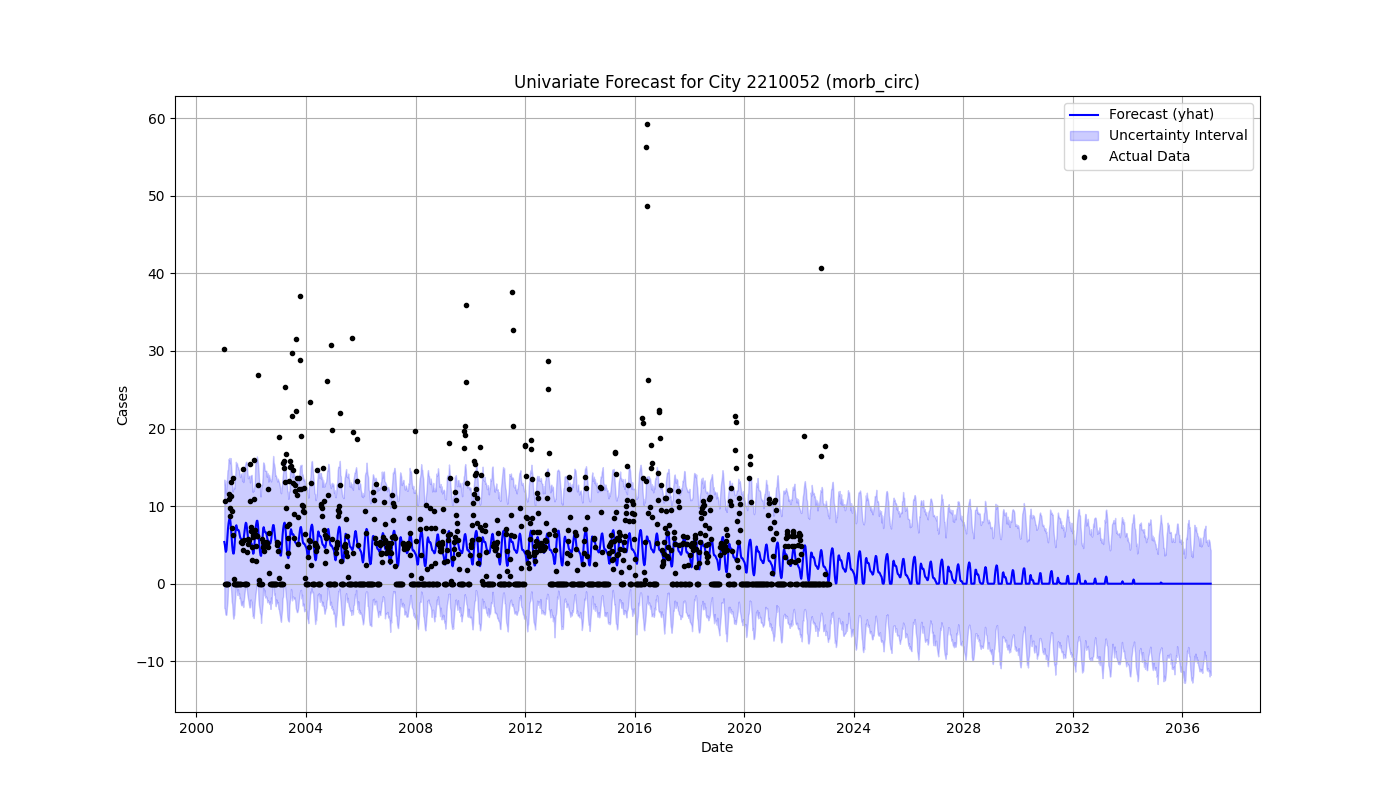 Univariate Forecast for City 2210052 (morb_circ)
Forecast (yhat)
Uncertainty Interval
Actual Data
60
50
40
30
20
10
0
−10
Cases
2000 2004 2008 2012 2016 2020 2024 2028 2032 2036
Date